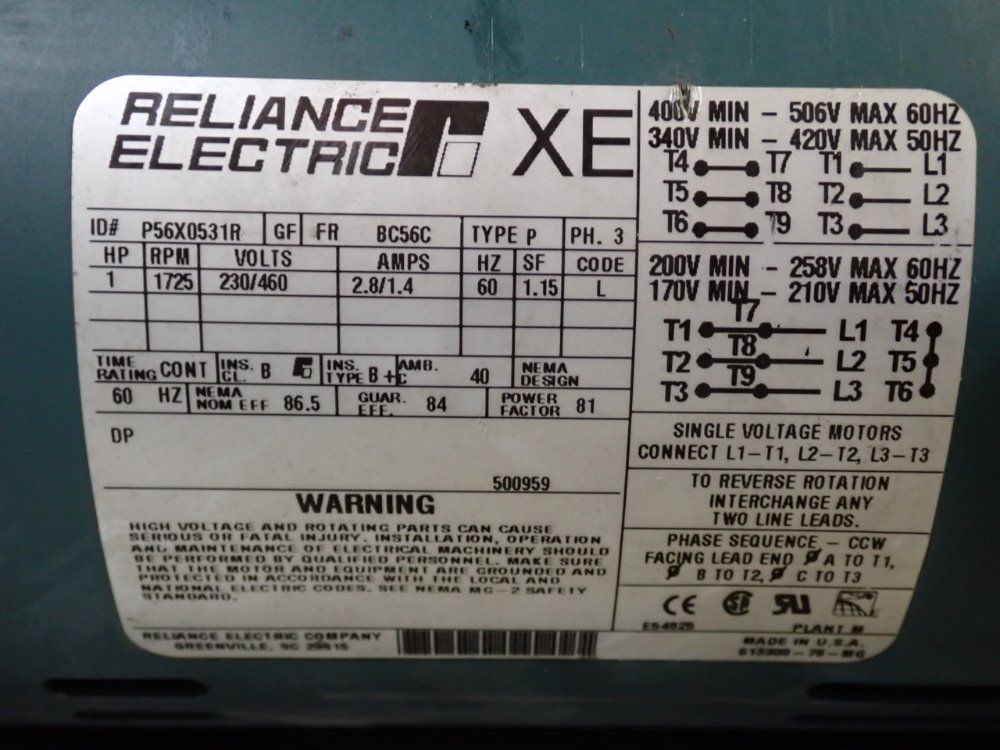 RELIANCE
ELECTRIC
XE
ID# P56X0531R GF FR BC56C TYPE P PH. 3
HP RPM VOLTS AMPS HZ SF CODE
1 1725 230/460 2.8/1.4 60 1.15 L
TIME RATING CONT INS. CL. B INS. TYPE B + C AMB. 40 NEMA DESIGN
60 HZ NEMA NOM EFF 86.5 GUAR. EFF. 84 POWER FACTOR 81
DP
500959
WARNING
HIGH VOLTAGE AND ROTATING PARTS CAN CAUSE
SERIOUS OR FATAL INJURY. INSTALLATION, OPERATION
AND MAINTENANCE OF ELECTRICAL MACHINERY SHOULD
BE PERFORMED BY QUALIFIED PERSONNEL. MAKE SURE
THAT THE MOTOR AND EQUIPMENT ARE GROUNDED AND
PROTECTED IN ACCORDANCE WITH THE LOCAL AND
NATIONAL ELECTRIC CODES. SEE NEMA MG-2 SAFETY
STANDARD.
RELIANCE ELECTRIC COMPANY
GREENVILLE, SC 29615
400V MIN - 506V MAX 60HZ
340V MIN - 420V MAX 50HZ
T4 T7 T1 L1
T5 T8 T2 L2
T6 T9 T3 L3
200V MIN - 258V MAX 60HZ
170V MIN - 210V MAX 50HZ
T7
T1 L1 T4
T8
T2 L2 T5
T9
T3 L3 T6
SINGLE VOLTAGE MOTORS
CONNECT L1-T1, L2-T2, L3-T3
TO REVERSE ROTATION
INTERCHANGE ANY
TWO LINE LEADS.
PHASE SEQUENCE - CCW
FACING LEAD END Ø A TO T1,
Ø B TO T2, Ø C TO T3
CE
E54825 PLANT M
MADE IN U.S.A.